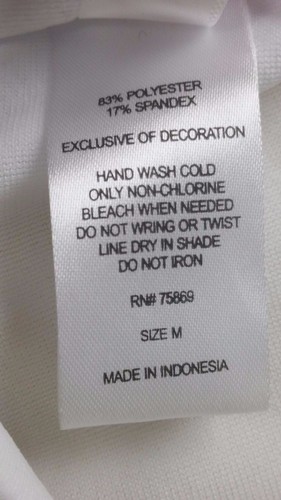 83% POLYESTER
17% SPANDEX
EXCLUSIVE OF DECORATION
HAND WASH COLD
ONLY NON-CHLORINE
BLEACH WHEN NEEDED
DO NOT WRING OR TWIST
LINE DRY IN SHADE
DO NOT IRON
RN# 75869
SIZE M
MADE IN INDONESIA